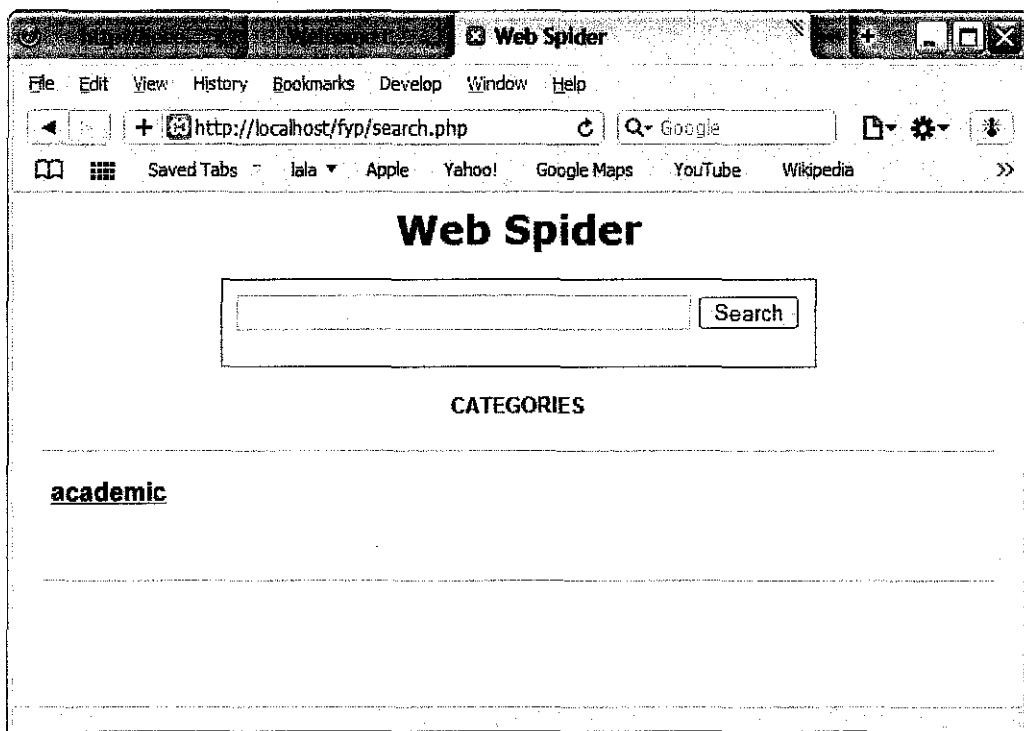 Web Spider
File Edit View History Bookmarks Develop Window Help
http://localhost/fyp/search.php Google
Saved Tabs lala Apple Yahoo! Google Maps YouTube Wikipedia
Web Spider
Search
CATEGORIES
academic